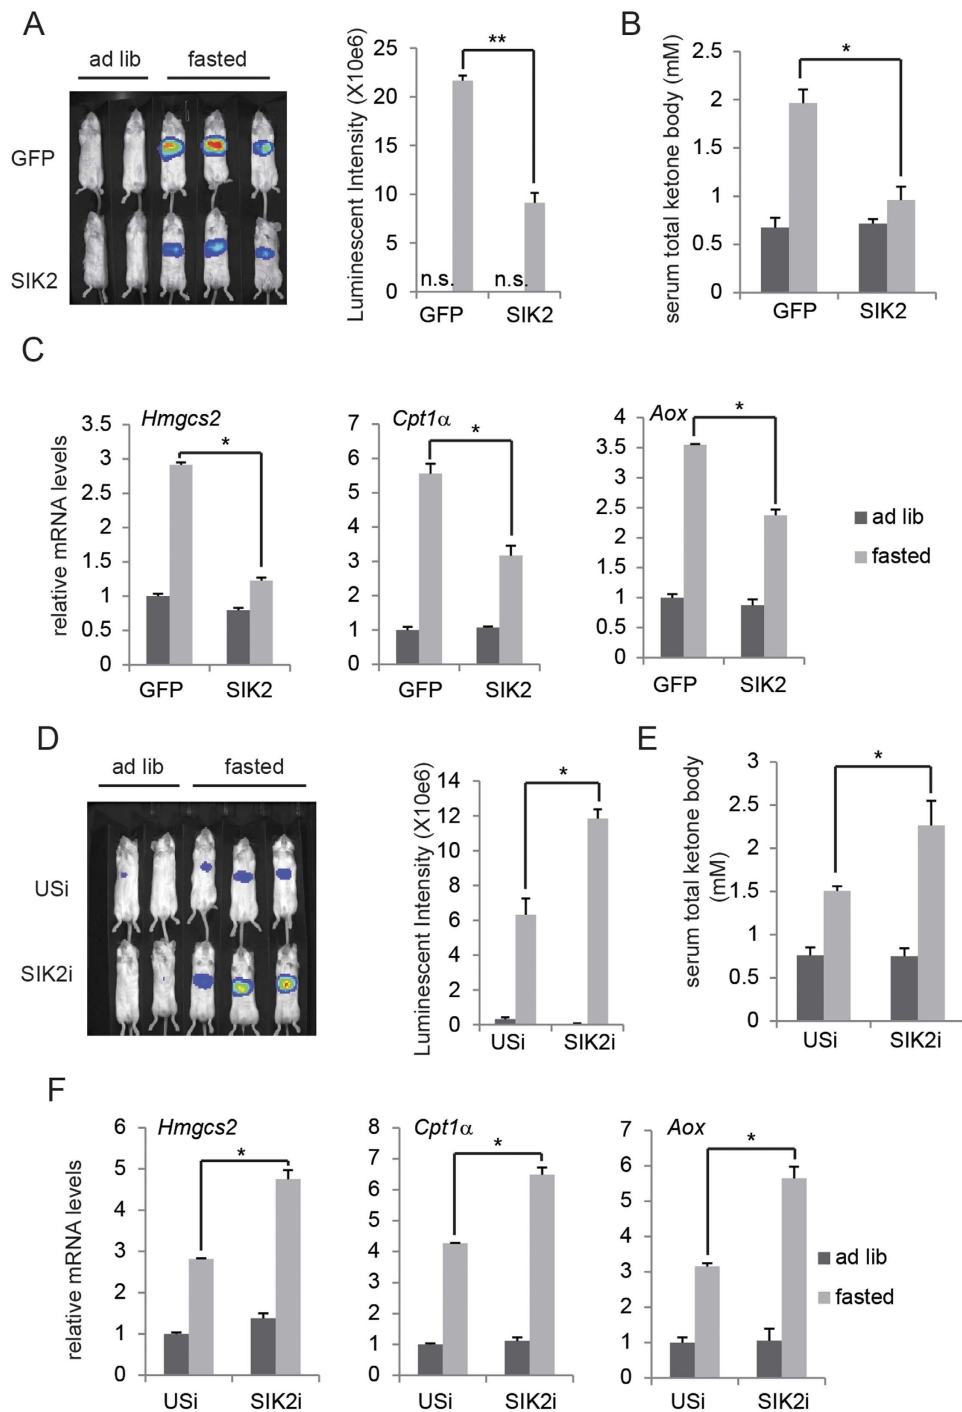 A
ad lib
fasted
GFP
SIK2
Luminescent Intensity (X10e6)
25
20
15
10
5
0
**
n.s.
n.s.
GFP
SIK2
B
serum total ketone body (mM)
2.5
2
1.5
1
0.5
0
*
GFP
SIK2
C
relative mRNA levels
Hmgcs2
3.5
3
2.5
2
1.5
1
0.5
0
*
GFP
SIK2
Cpt1α
7
6
5
4
3
2
1
0
*
GFP
SIK2
Aox
4
3.5
3
2.5
2
1.5
1
0.5
0
*
GFP
SIK2
ad lib
fasted
D
ad lib
fasted
USi
SIK2i
Luminescent Intensity (X10e6)
14
12
10
8
6
4
2
0
*
USi
SIK2i
E
serum total ketone body
(mM)
3
2.5
2
1.5
1
0.5
0
*
USi
SIK2i
F
relative mRNA levels
Hmgcs2
6
5
4
3
2
1
0
*
USi
SIK2i
Cpt1α
8
7
6
5
4
3
2
1
0
*
USi
SIK2i
Aox
7
6
5
4
3
2
1
0
*
USi
SIK2i
ad lib
fasted